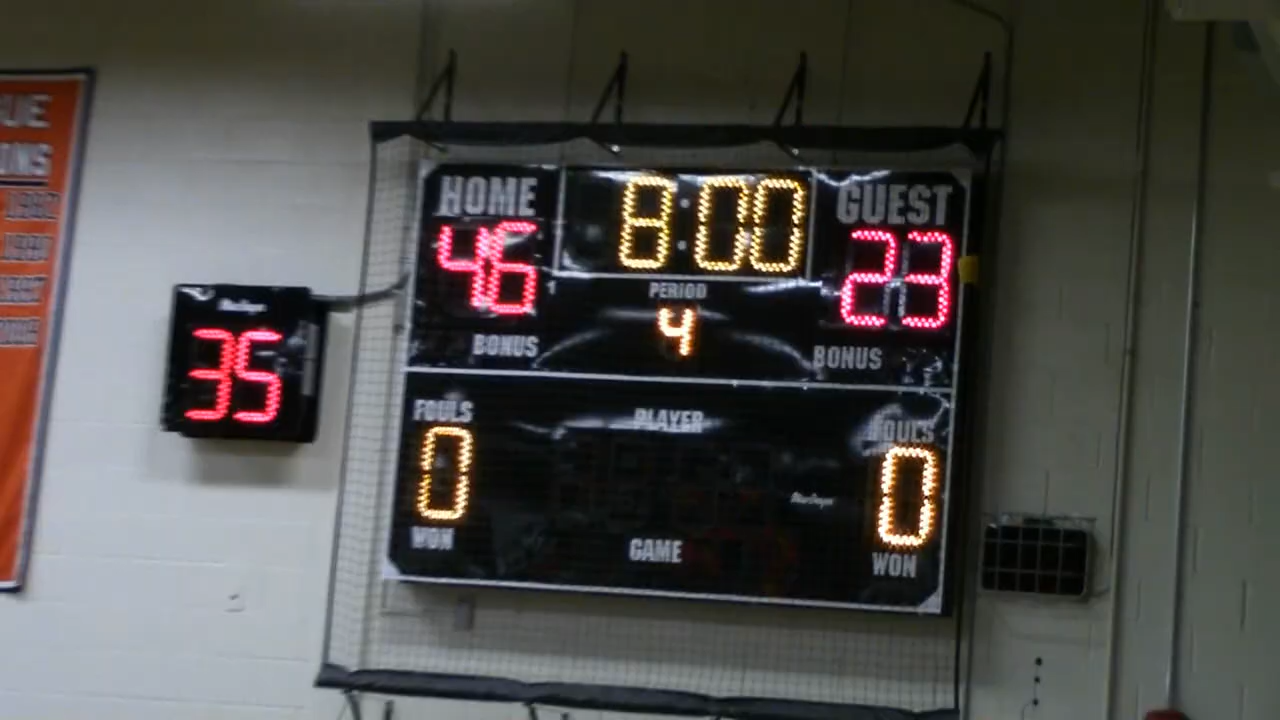 HOME 8:00 GUEST
46 23
PERIOD
4
BONUS BONUS
35
FOULS PLAYER FOULS
0 0
WON GAME WON
ONS